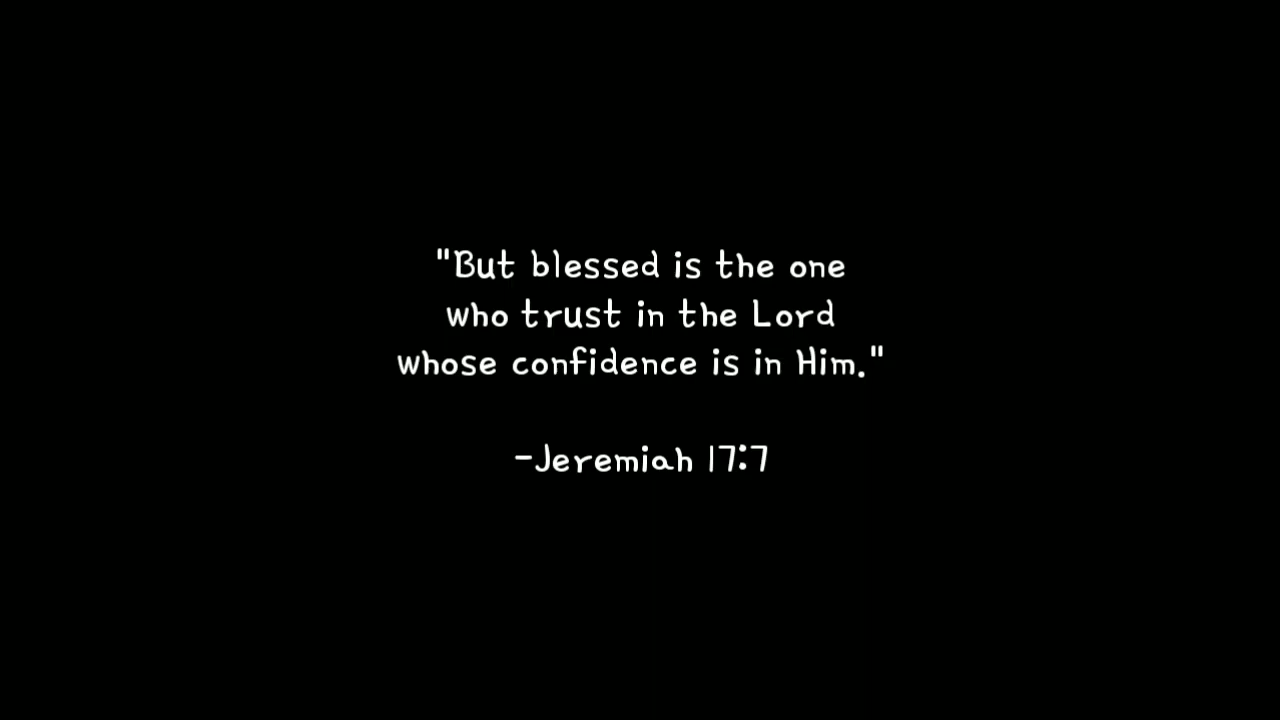 "But blessed is the one
who trust in the Lord
whose confidence is in Him."
-Jeremiah 17:7